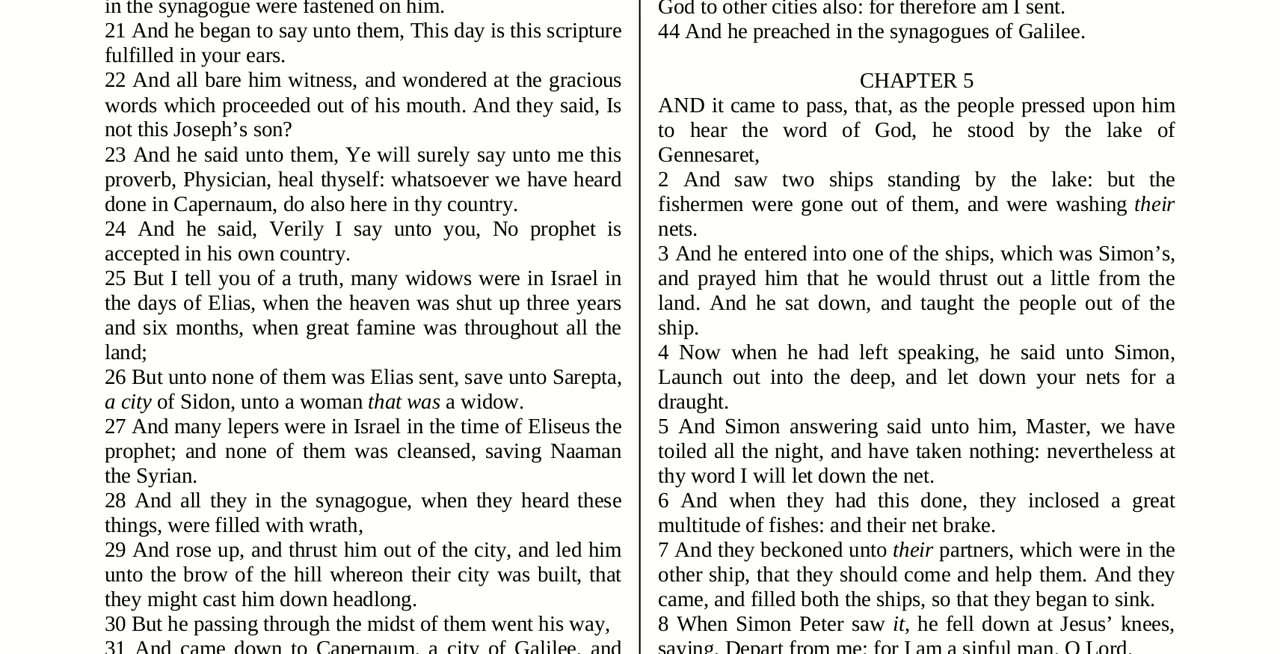 in the synagogue were fastened on him.
21 And he began to say unto them, This day is this scripture
fulfilled in your ears.
22 And all bare him witness, and wondered at the gracious
words which proceeded out of his mouth. And they said, Is
not this Joseph’s son?
23 And he said unto them, Ye will surely say unto me this
proverb, Physician, heal thyself: whatsoever we have heard
done in Capernaum, do also here in thy country.
24 And he said, Verily I say unto you, No prophet is
accepted in his own country.
25 But I tell you of a truth, many widows were in Israel in
the days of Elias, when the heaven was shut up three years
and six months, when great famine was throughout all the
land;
26 But unto none of them was Elias sent, save unto Sarepta,
a city of Sidon, unto a woman that was a widow.
27 And many lepers were in Israel in the time of Eliseus the
prophet; and none of them was cleansed, saving Naaman
the Syrian.
28 And all they in the synagogue, when they heard these
things, were filled with wrath,
29 And rose up, and thrust him out of the city, and led him
unto the brow of the hill whereon their city was built, that
they might cast him down headlong.
30 But he passing through the midst of them went his way,
31 And came down to Capernaum, a city of Galilee, and
God to other cities also: for therefore am I sent.
44 And he preached in the synagogues of Galilee.
CHAPTER 5
AND it came to pass, that, as the people pressed upon him
to hear the word of God, he stood by the lake of
Gennesaret,
2 And saw two ships standing by the lake: but the
fishermen were gone out of them, and were washing their
nets.
3 And he entered into one of the ships, which was Simon’s,
and prayed him that he would thrust out a little from the
land. And he sat down, and taught the people out of the
ship.
4 Now when he had left speaking, he said unto Simon,
Launch out into the deep, and let down your nets for a
draught.
5 And Simon answering said unto him, Master, we have
toiled all the night, and have taken nothing: nevertheless at
thy word I will let down the net.
6 And when they had this done, they inclosed a great
multitude of fishes: and their net brake.
7 And they beckoned unto their partners, which were in the
other ship, that they should come and help them. And they
came, and filled both the ships, so that they began to sink.
8 When Simon Peter saw it, he fell down at Jesus’ knees,
saying, Depart from me; for I am a sinful man, O Lord.